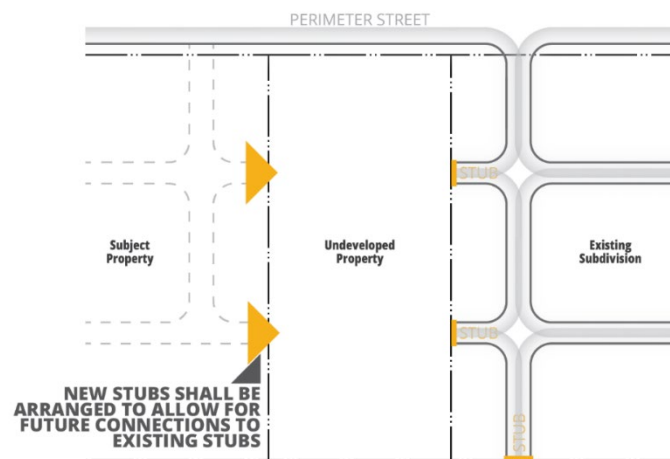 PERIMETER STREET
STUB
Subject
Property
Undeveloped
Property
Existing
Subdivision
STUB
NEW STUBS SHALL BE
ARRANGED TO ALLOW FOR
FUTURE CONNECTIONS TO
EXISTING STUBS
STUB